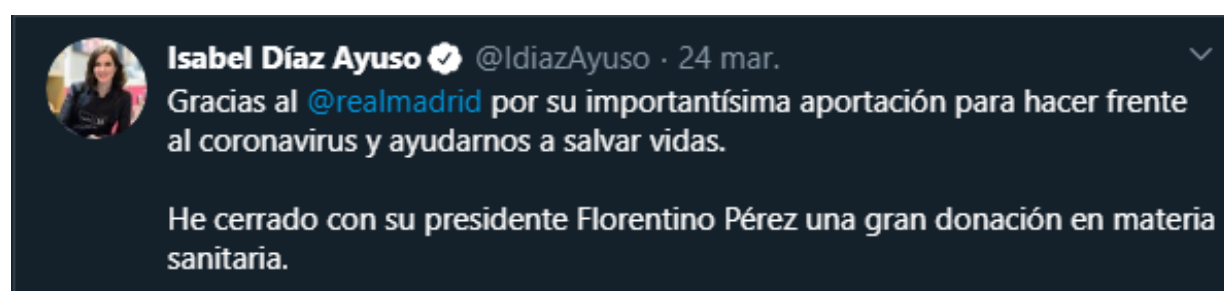 Isabel Díaz Ayuso @IdiazAyuso · 24 mar.
Gracias al @realmadrid por su importantísima aportación para hacer frente
al coronavirus y ayudarnos a salvar vidas.
He cerrado con su presidente Florentino Pérez una gran donación en materia
sanitaria.